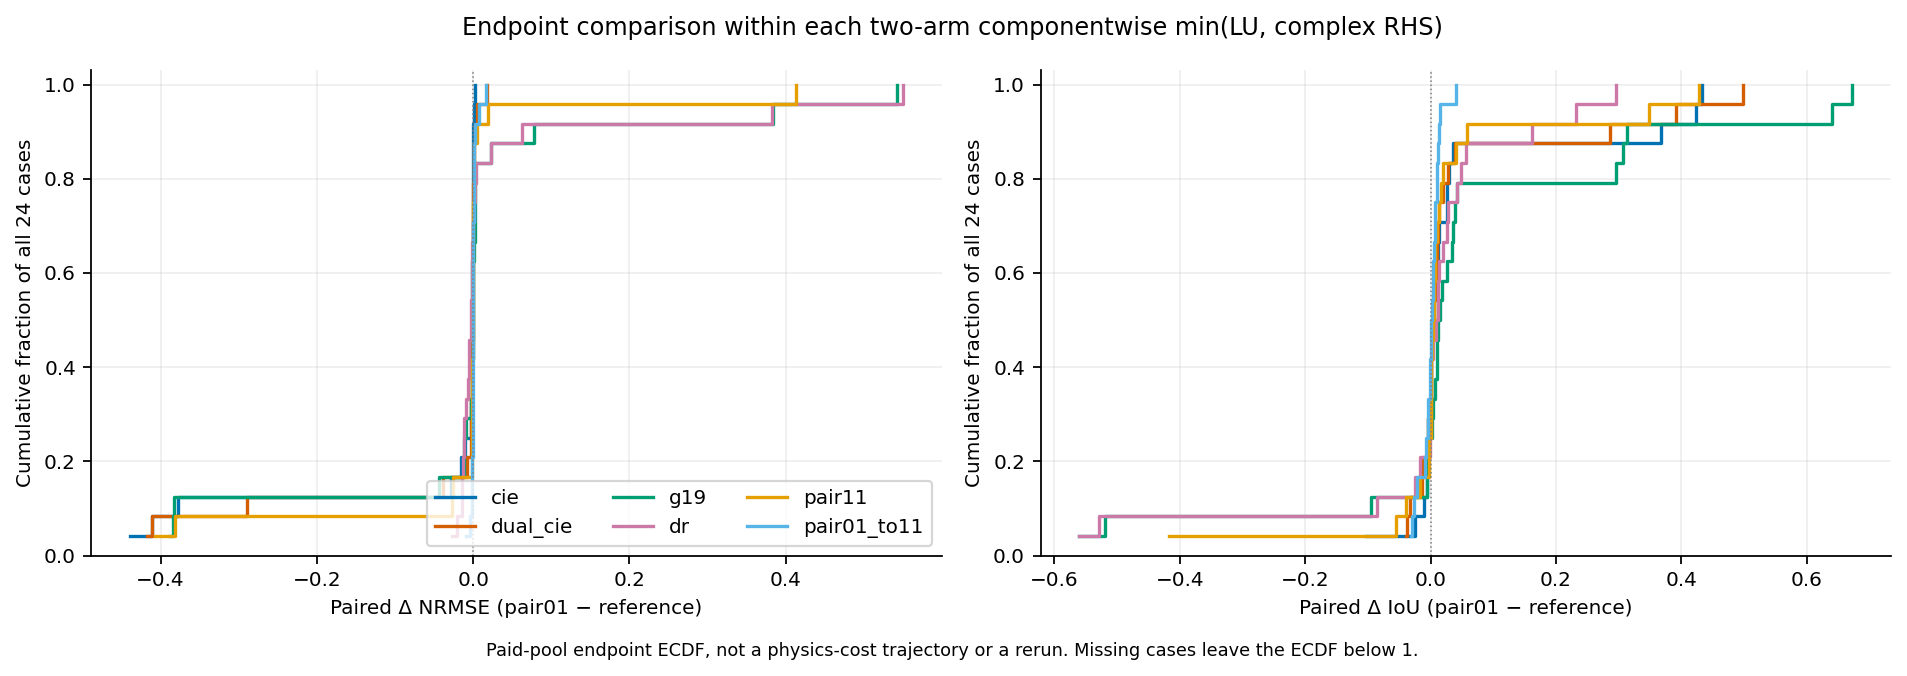 Endpoint comparison within each two-arm componentwise min(LU, complex RHS)
Cumulative fraction of all 24 cases
1.0
0.8
0.6
0.4
0.2
0.0
−0.4
−0.2
0.0
0.2
0.4
Paired Δ NRMSE (pair01 − reference)
cie
dual_cie
g19
dr
pair11
pair01_to11
Cumulative fraction of all 24 cases
1.0
0.8
0.6
0.4
0.2
0.0
−0.6
−0.4
−0.2
0.0
0.2
0.4
0.6
Paired Δ IoU (pair01 − reference)
Paid-pool endpoint ECDF, not a physics-cost trajectory or a rerun. Missing cases leave the ECDF below 1.